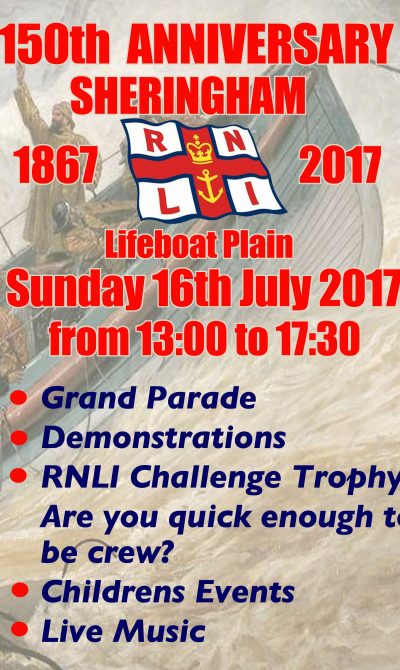 150th ANNIVERSARY
SHERINGHAM
1867 R N 2017
L I
Lifeboat Plain
Sunday 16th July 2017
from 13:00 to 17:30
• Grand Parade
• Demonstrations
• RNLI Challenge Trophy
Are you quick enough to
be crew?
• Childrens Events
• Live Music